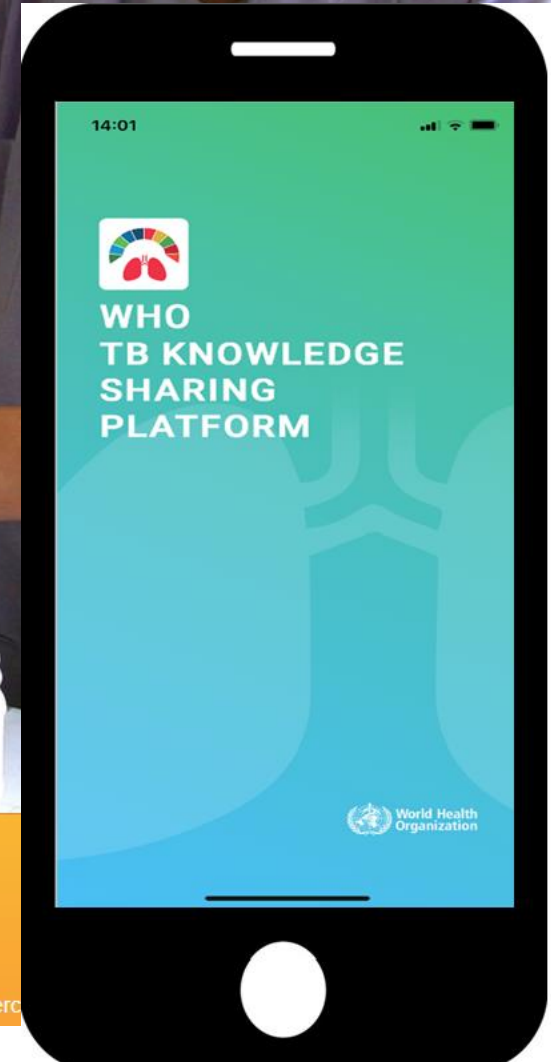 14:01
WHO
TB KNOWLEDGE
SHARING
PLATFORM
World Health
Organization